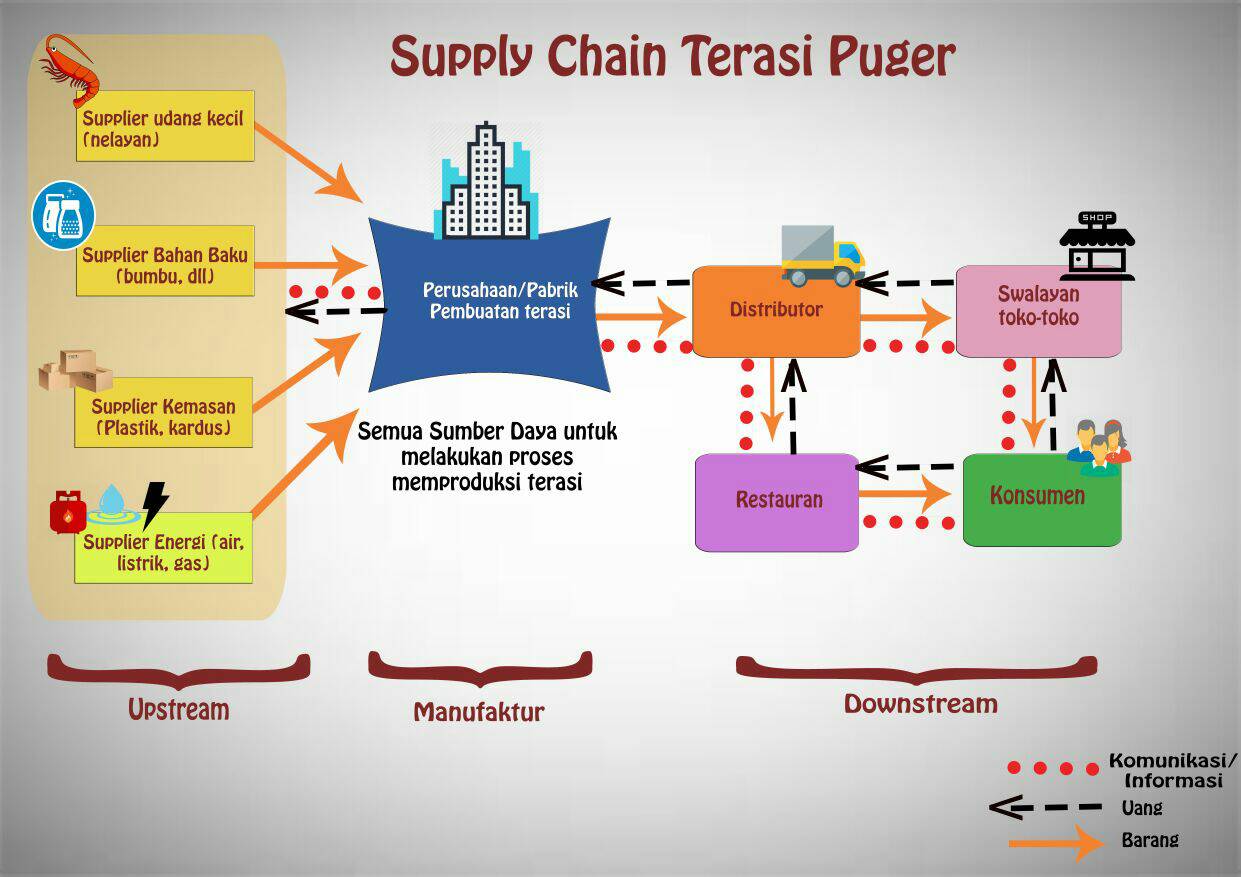 Supply Chain Terasi Puger
Supplier udang kecil
(nelayan)
Supplier Bahan Baku
(bumbu, dll)
Supplier Kemasan
(Plastik, kardus)
Supplier Energi (air,
listrik, gas)
Perusahaan/Pabrik
Pembuatan terasi
Semua Sumber Daya untuk
melakukan proses
memproduksi terasi
Distributor
SHOP
Swalayan
toko-toko
Restauran
Konsumen
Upstream
Manufaktur
Downstream
Komunikasi/
Informasi
Uang
Barang